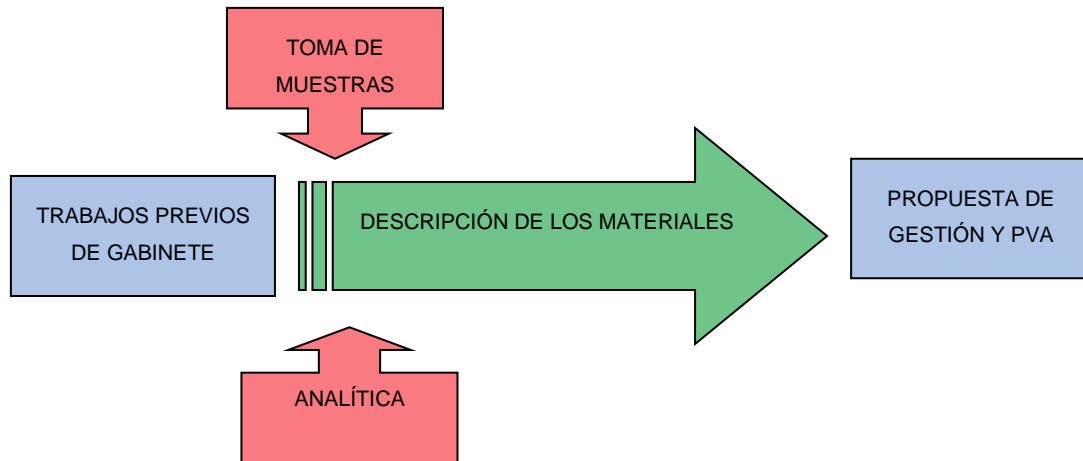 TOMA DE
MUESTRAS
TRABAJOS PREVIOS
DE GABINETE
DESCRIPCIÓN DE LOS MATERIALES
PROPUESTA DE
GESTIÓN Y PVA
ANALÍTICA